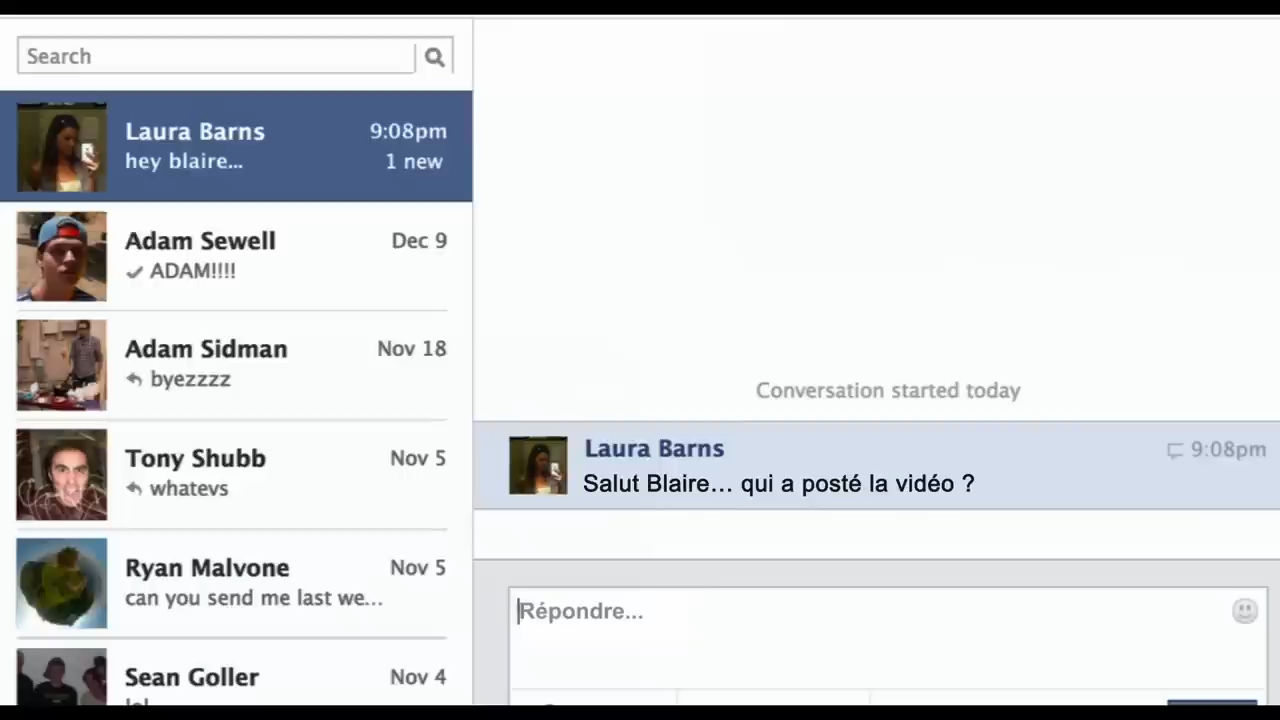 Search
Laura Barns 9:08pm
hey blaire... 1 new
Adam Sewell Dec 9
ADAM!!!!
Adam Sidman Nov 18
byezzzz
Tony Shubb Nov 5
whatevs
Ryan Malvone Nov 5
can you send me last we...
Sean Goller Nov 4
Conversation started today
Laura Barns 9:08pm
Salut Blaire... qui a posté la vidéo ?
Répondre...